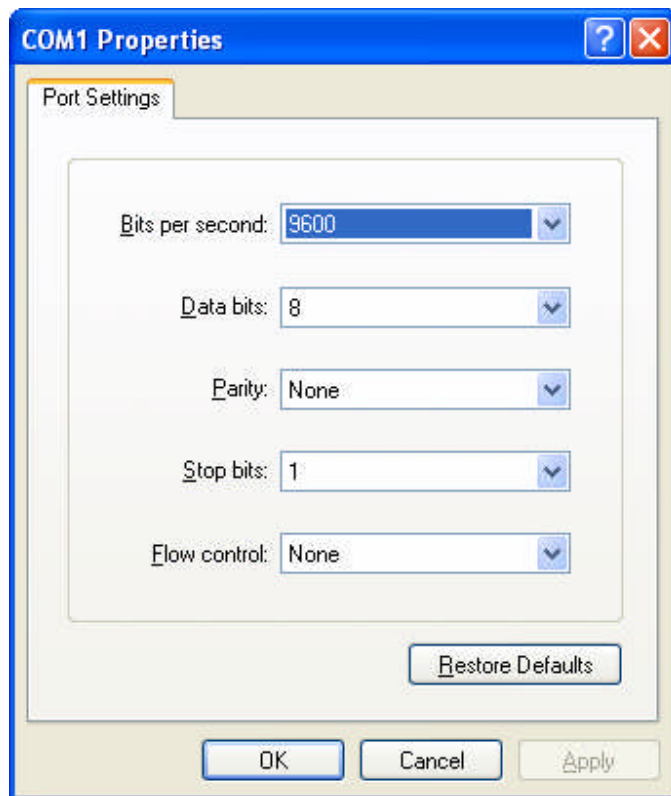 COM1 Properties
Port Settings
Bits per second: 9600
Data bits: 8
Parity: None
Stop bits: 1
Flow control: None
Restore Defaults
OK Cancel Apply